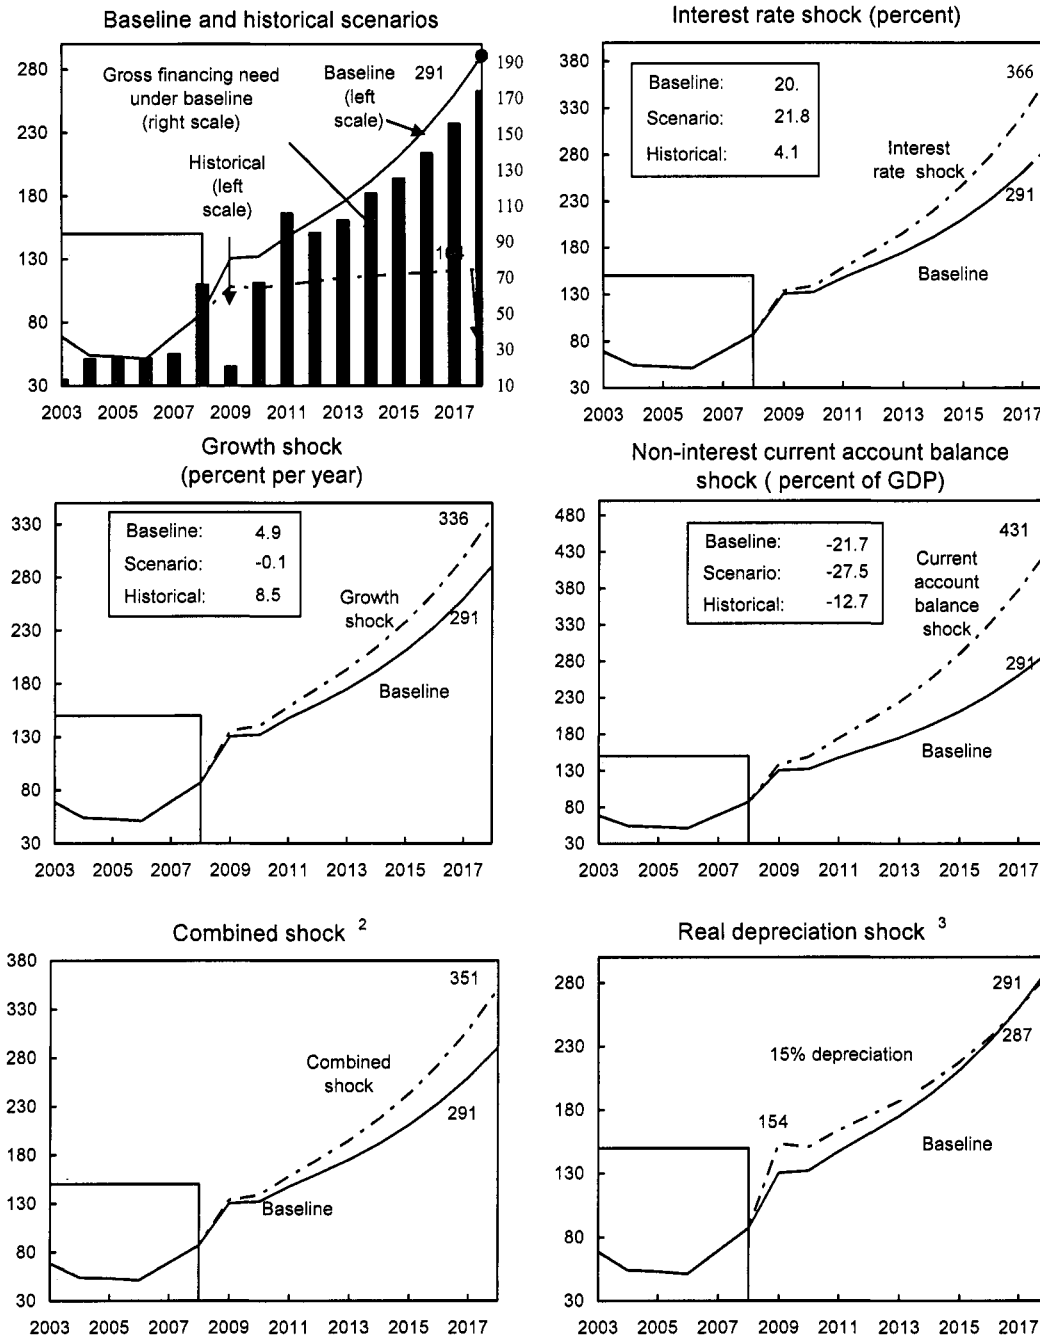 Baseline and historical scenarios
280
230
180
130
80
30
Gross financing need
under baseline
(right scale)
Baseline 291
(left
scale)
Historical
(left
scale)
190
170
150
130
110
90
70
50
30
10
2003 2005 2007 2009 2011 2013 2015 2017
Interest rate shock (percent)
380
330
280
230
180
130
80
30
Baseline: 20.
Scenario: 21.8
Historical: 4.1
366
Interest
rate shock
291
Baseline
2003 2005 2007 2009 2011 2013 2015 2017
Growth shock
(percent per year)
330
280
230
180
130
80
30
Baseline: 4.9
Scenario: -0.1
Historical: 8.5
336
Growth
shock
291
Baseline
2003 2005 2007 2009 2011 2013 2015 2017
Non-interest current account balance
shock ( percent of GDP)
480
430
380
330
280
230
180
130
80
30
Baseline: -21.7
Scenario: -27.5
Historical: -12.7
431
Current
account
balance
shock
291
Baseline
2003 2005 2007 2009 2011 2013 2015 2017
Combined shock 2
380
330
280
230
180
130
80
30
351
Combined
shock
291
Baseline
2003 2005 2007 2009 2011 2013 2015 2017
Real depreciation shock 3
280
230
180
130
80
30
291
287
15% depreciation
154
Baseline
2003 2005 2007 2009 2011 2013 2015 2017